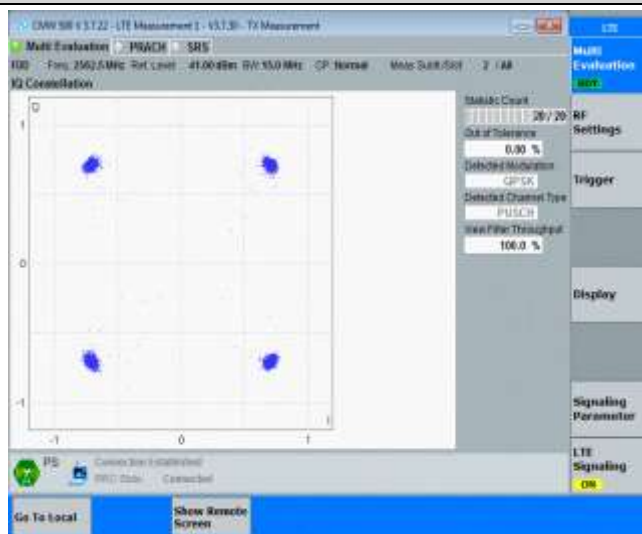 CMW 500 V 3.7.22 - LTE Measurement 1 - V3.7.30 - TX Measurement
Multi Evaluation PRACH SRS
FDD Freq: 2562.5 MHz Ref. Level: 41.00 dBm BW: 15.0 MHz CP: Normal Meas Subfr/Slot 2 / All
IQ Constellation
Q
1
0
-1
-1 0 1
I
Statistic Count
20 / 20
Out of Tolerance
0.00 %
Detected Modulation
QPSK
Detected Channel Type
PUSCH
View Filter Throughput
100.0 %
PS
Connection Established
RRC State Connected
LTE
Multi
Evaluation
RDY
RF
Settings
Trigger
Display
Signaling
Parameter
LTE
Signaling
ON
Go To Local
Show Remote
Screen